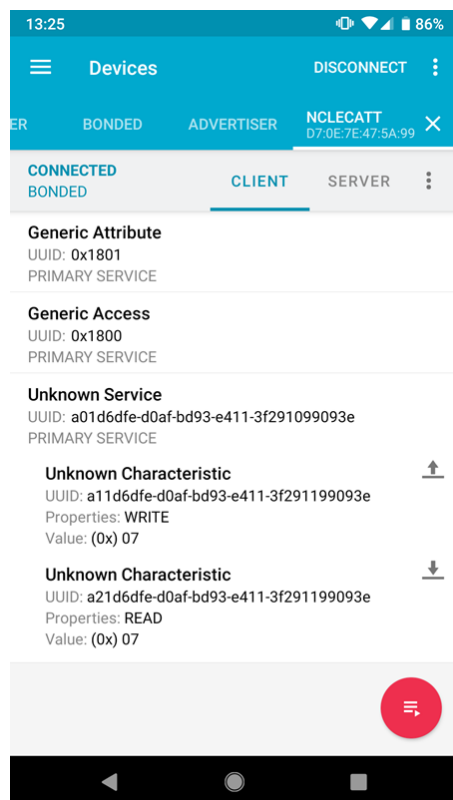 13:25
86%
Devices
DISCONNECT
ER
BONDED
ADVERTISER
NCLECATT
D7:0E:7E:47:5A:99
CONNECTED
BONDED
CLIENT
SERVER
Generic Attribute
UUID: 0x1801
PRIMARY SERVICE
Generic Access
UUID: 0x1800
PRIMARY SERVICE
Unknown Service
UUID: a01d6dfe-d0af-bd93-e411-3f291099093e
PRIMARY SERVICE
Unknown Characteristic
UUID: a11d6dfe-d0af-bd93-e411-3f291199093e
Properties: WRITE
Value: (0x) 07
Unknown Characteristic
UUID: a21d6dfe-d0af-bd93-e411-3f291199093e
Properties: READ
Value: (0x) 07